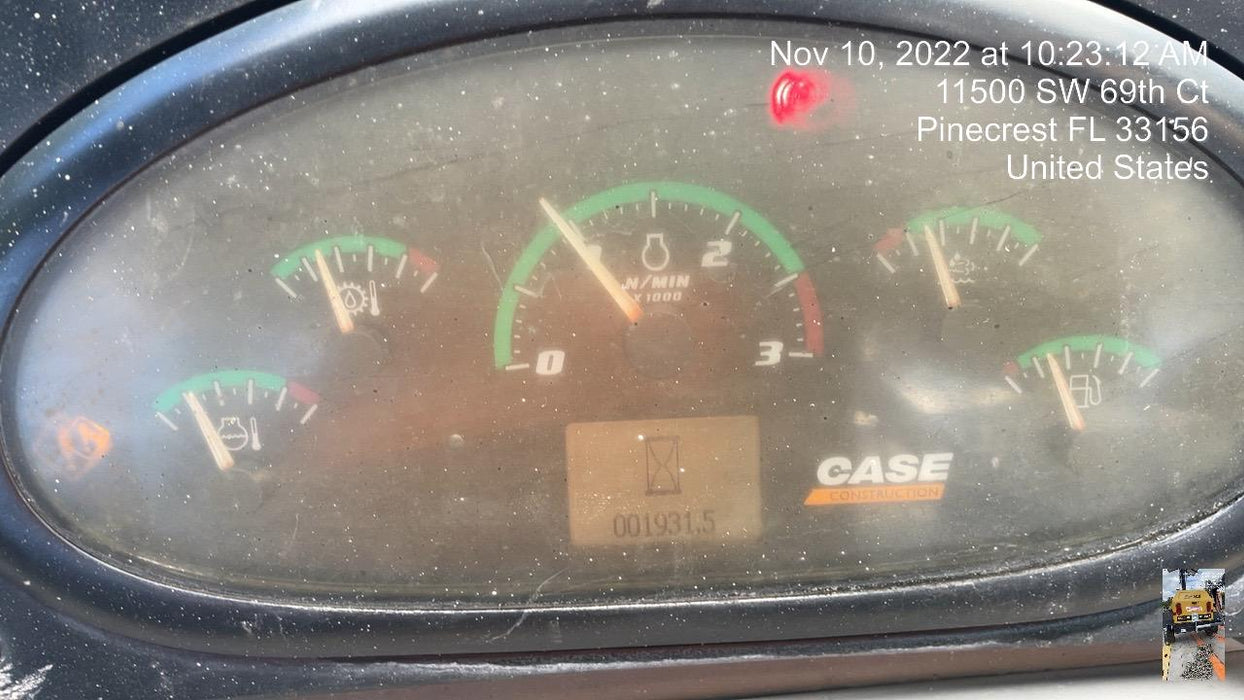 Nov 10, 2022 at 10:23:12 AM
11500 SW 69th Ct
Pinecrest FL 33156
United States
2
N/MIN
X 1000
0
3
CASE
CONSTRUCTION
001931.5